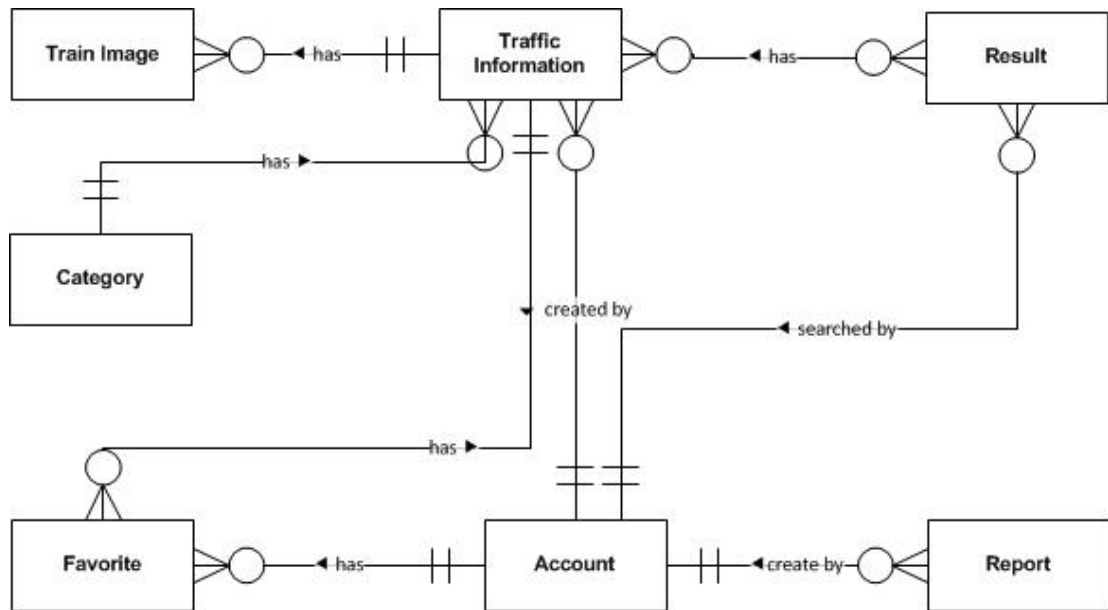 Train Image
has
Traffic
Information
has
Result
has
Category
created by
searched by
has
Favorite
has
Account
create by
Report